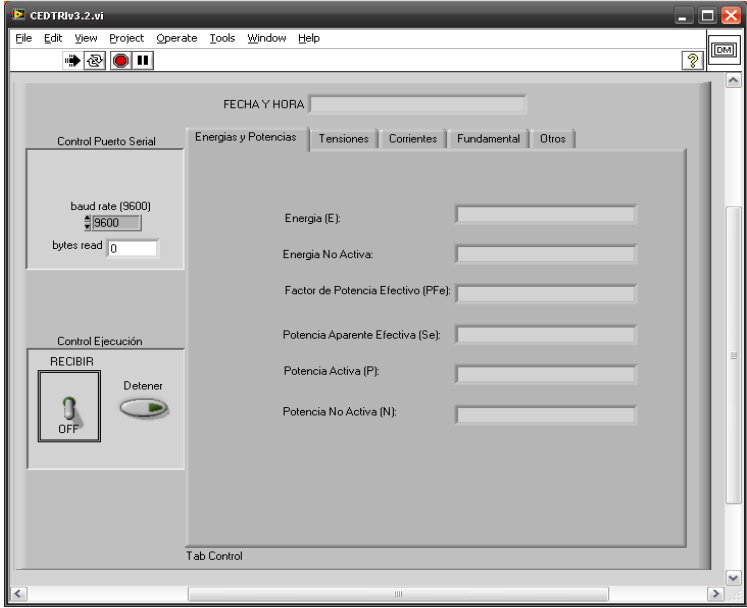 CEDTRIv3.2.vi
File Edit View Project Operate Tools Window Help
DM
FECHA Y HORA
Control Puerto Serial
baud rate (9600)
9600
bytes read 0
Control Ejecución
RECIBIR
Detener
OFF
Energias y Potencias Tensiones Corrientes Fundamental Otros
Energia (E):
Energia No Activa:
Factor de Potencia Efectivo (PFe):
Potencia Aparente Efectiva (Se):
Potencia Activa (P):
Potencia No Activa (N):
Tab Control